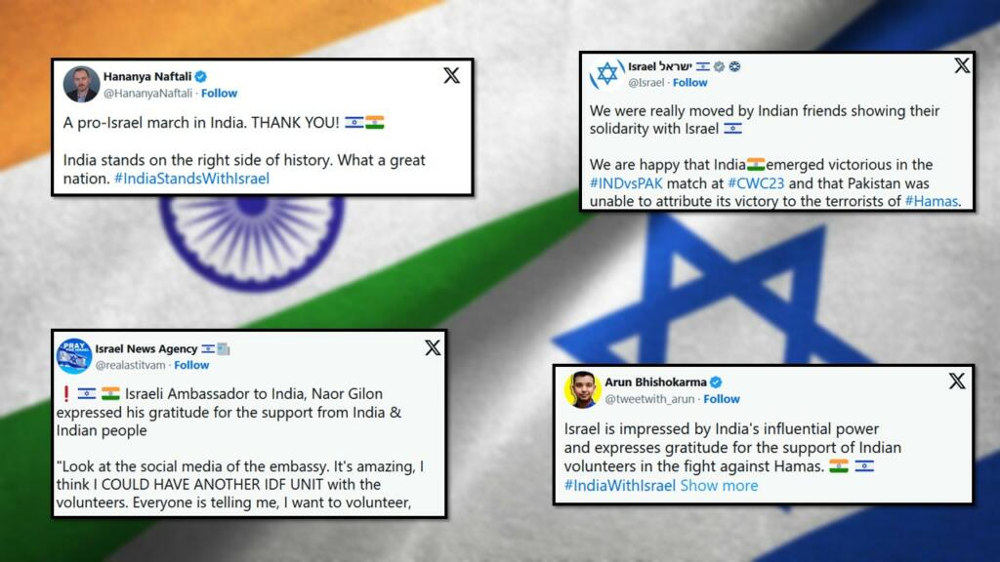 Hananya Naftali
@HananyaNaftali · Follow
A pro-Israel march in India. THANK YOU! 🇮🇱🇮🇳
India stands on the right side of history. What a great
nation. #IndiaStandsWithIsrael
Israel ישראל 🇮🇱
@Israel · Follow
We were really moved by Indian friends showing their
solidarity with Israel 🇮🇱
We are happy that India🇮🇳emerged victorious in the
#INDvsPAK match at #CWC23 and that Pakistan was
unable to attribute its victory to the terrorists of #Hamas.
PRAY
Israel News Agency 🇮🇱🗞️
@realastitvam · Follow
❗🇮🇱 🇮🇳 Israeli Ambassador to India, Naor Gilon
expressed his gratitude for the support from India &
Indian people
"Look at the social media of the embassy. It's amazing, I
think I COULD HAVE ANOTHER IDF UNIT with the
volunteers. Everyone is telling me, I want to volunteer,
Arun Bhishokarma
@tweetwith_arun · Follow
Israel is impressed by India's influential power
and expresses gratitude for the support of Indian
volunteers in the fight against Hamas. 🇮🇳 🇮🇱
#IndiaWithIsrael Show more